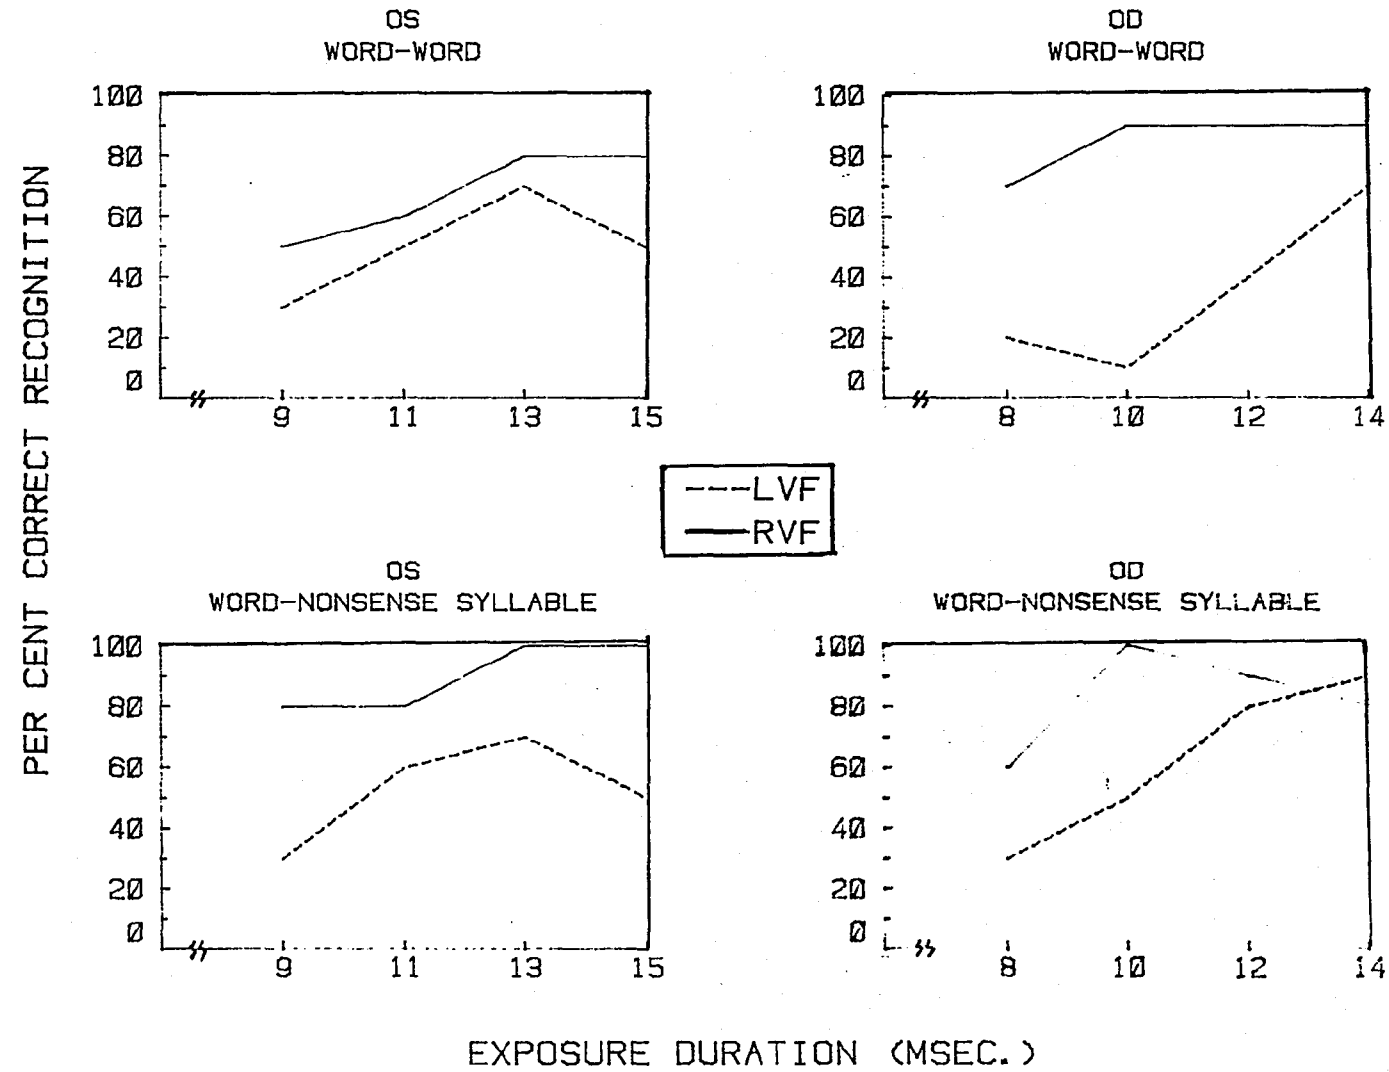 OS
WORD-WORD
OD
WORD-WORD
PER CENT CORRECT RECOGNITION
100
80
60
40
20
0
9 11 13 15
100
80
60
40
20
0
8 10 12 14
LVF
RVF
OS
WORD-NONSENSE SYLLABLE
OD
WORD-NONSENSE SYLLABLE
100
80
60
40
20
0
9 11 13 15
100
80
60
40
20
0
8 10 12 14
EXPOSURE DURATION (MSEC.)